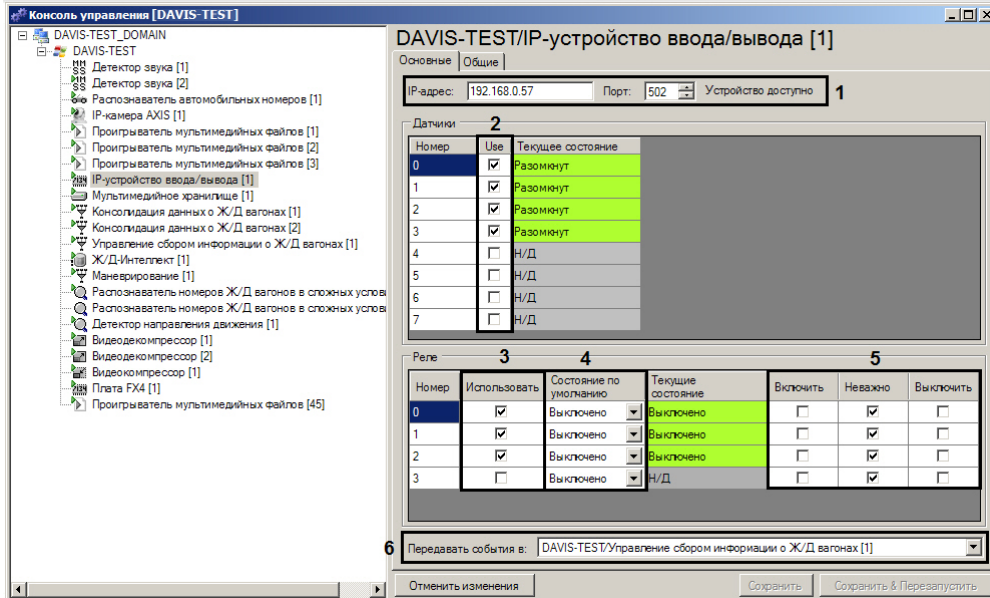 Консоль управления [DAVIS-TEST]
DAVIS-TEST_DOMAIN
DAVIS-TEST
Детектор звука [1]
Детектор звука [2]
Распознаватель автомобильных номеров [1]
IP-камера AXIS [1]
Проигрыватель мультимедийных файлов [1]
Проигрыватель мультимедийных файлов [2]
Проигрыватель мультимедийных файлов [3]
IP-устройство ввода/вывода [1]
Мультимедийное хранилище [1]
Консолидация данных о Ж/Д вагонах [1]
Консолидация данных о Ж/Д вагонах [2]
Управление сбором информации о Ж/Д вагонах [1]
Ж/Д-Интеллект [1]
Маневрирование [1]
Распознаватель номеров Ж/Д вагонов в сложных услов
Распознаватель номеров Ж/Д вагонов в сложных услов
Детектор направления движения [1]
Видеодекомпрессор [1]
Видеодекомпрессор [2]
Видеокомпрессор [1]
Плата FX4 [1]
Проигрыватель мультимедийных файлов [45]
DAVIS-TEST/IP-устройство ввода/вывода [1]
Основные Общие
IP-адрес: 192.168.0.57 Порт: 502 Устройство доступно 1
Датчики 2
Номер Use Текущее состояние
0 Разомкнут
1 Разомкнут
2 Разомкнут
3 Разомкнут
4 Н/Д
5 Н/Д
6 Н/Д
7 Н/Д
Реле 3 4 5
Номер Использовать Состояние по умолчанию Текущие состояние Включить Неважно Выключить
0 Выключено Выключено
1 Выключено Выключено
2 Выключено Выключено
3 Выключено Н/Д
6 Передавать события в: DAVIS-TEST/Управление сбором информации о Ж/Д вагонах [1]
Отменить изменения Сохранить Сохранить & Перезапустить